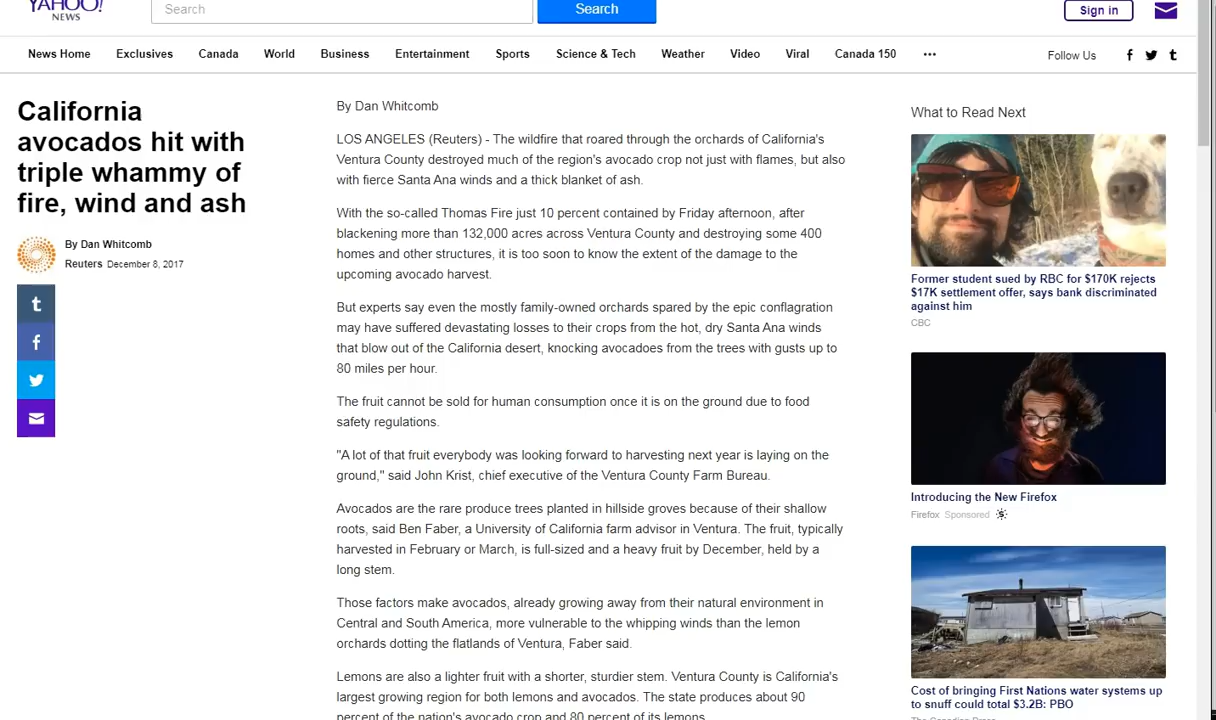 YAHOO!
NEWS
Search
Search
Sign in
News Home
Exclusives
Canada
World
Business
Entertainment
Sports
Science & Tech
Weather
Video
Viral
Canada 150
•••
Follow Us
f
t
California
avocados hit with
triple whammy of
fire, wind and ash
By Dan Whitcomb
Reuters December 8, 2017
t
f
By Dan Whitcomb
LOS ANGELES (Reuters) - The wildfire that roared through the orchards of California's
Ventura County destroyed much of the region's avocado crop not just with flames, but also
with fierce Santa Ana winds and a thick blanket of ash.
With the so-called Thomas Fire just 10 percent contained by Friday afternoon, after
blackening more than 132,000 acres across Ventura County and destroying some 400
homes and other structures, it is too soon to know the extent of the damage to the
upcoming avocado harvest.
But experts say even the mostly family-owned orchards spared by the epic conflagration
may have suffered devastating losses to their crops from the hot, dry Santa Ana winds
that blow out of the California desert, knocking avocadoes from the trees with gusts up to
80 miles per hour.
The fruit cannot be sold for human consumption once it is on the ground due to food
safety regulations.
"A lot of that fruit everybody was looking forward to harvesting next year is laying on the
ground," said John Krist, chief executive of the Ventura County Farm Bureau.
Avocados are the rare produce trees planted in hillside groves because of their shallow
roots, said Ben Faber, a University of California farm advisor in Ventura. The fruit, typically
harvested in February or March, is full-sized and a heavy fruit by December, held by a
long stem.
Those factors make avocados, already growing away from their natural environment in
Central and South America, more vulnerable to the whipping winds than the lemon
orchards dotting the flatlands of Ventura, Faber said.
Lemons are also a lighter fruit with a shorter, sturdier stem. Ventura County is California's
largest growing region for both lemons and avocados. The state produces about 90
percent of the nation's avocado crop and 80 percent of its lemons.
What to Read Next
Former student sued by RBC for $170K rejects
$17K settlement offer, says bank discriminated
against him
CBC
Introducing the New Firefox
Firefox Sponsored
Cost of bringing First Nations water systems up
to snuff could total $3.2B: PBO
The Canadian Press